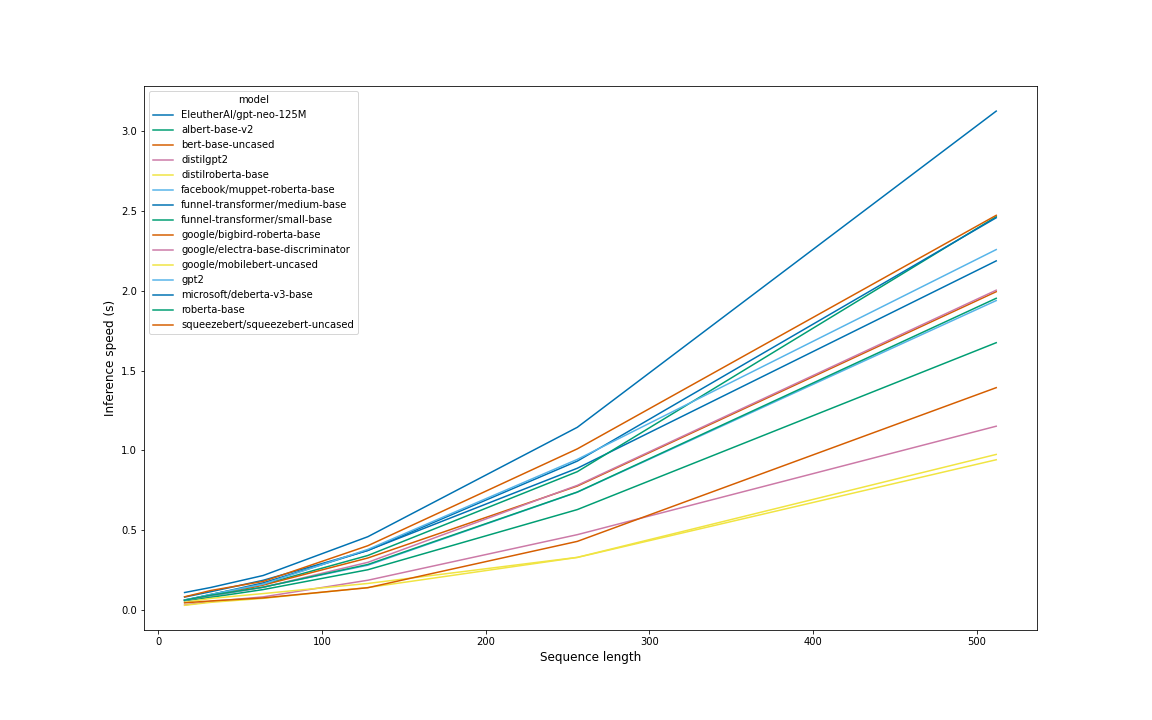 model
EleutherAI/gpt-neo-125M
albert-base-v2
bert-base-uncased
distilgpt2
distilroberta-base
facebook/muppet-roberta-base
funnel-transformer/medium-base
funnel-transformer/small-base
google/bigbird-roberta-base
google/electra-base-discriminator
google/mobilebert-uncased
gpt2
microsoft/deberta-v3-base
roberta-base
squeezebert/squeezebert-uncased
3.0
2.5
2.0
1.5
1.0
0.5
0.0
Inference speed (s)
0 100 200 300 400 500
Sequence length